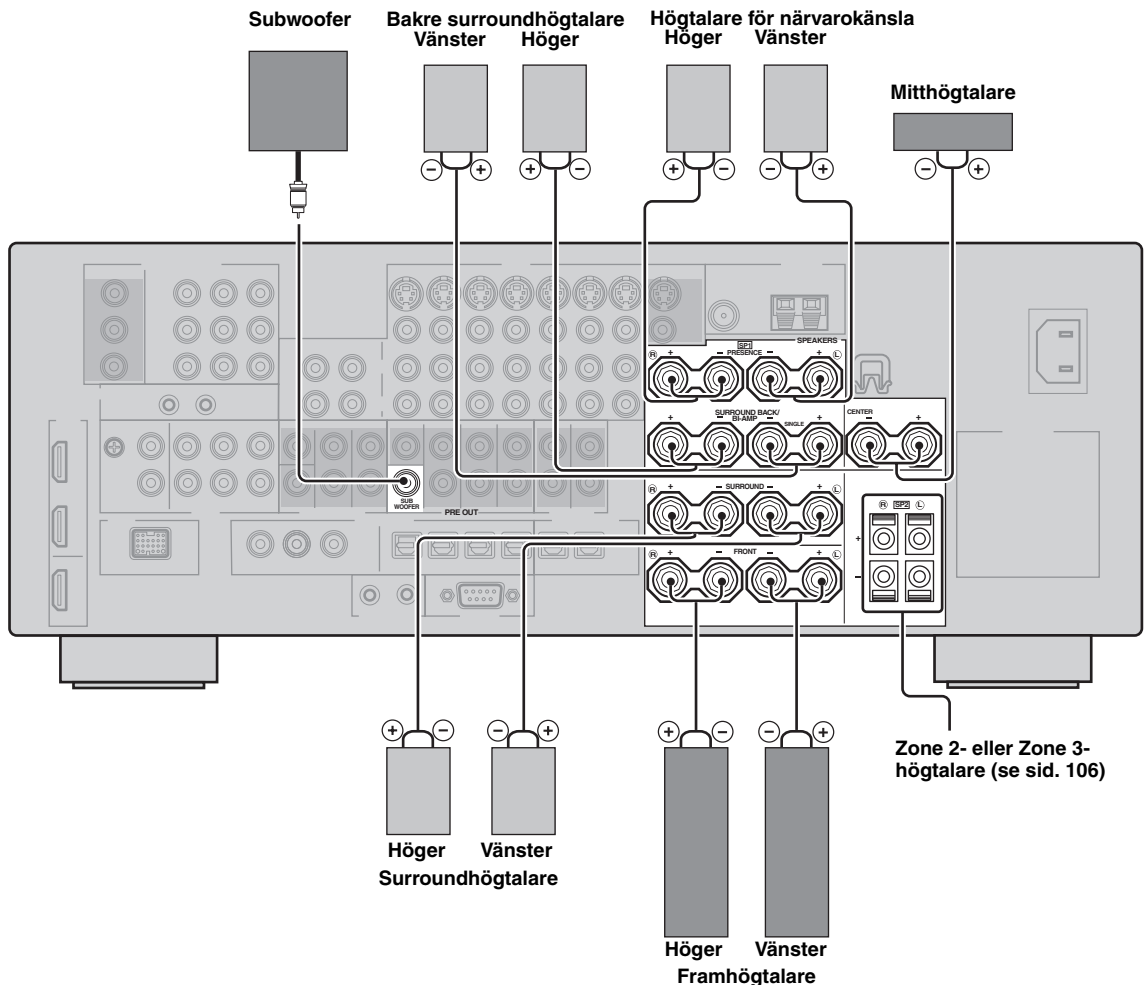 Subwoofer
Bakre surroundhögtalare
Vänster Höger
Högtalare för närvarokänsla
Höger Vänster
Mitthögtalare
− + + − + − − + − +
SP1 SPEAKERS
R + − PRESENCE − + L
SURROUND BACK/
BI-AMP
+ − − SINGLE +
CENTER
− +
R + − SURROUND − + L
R SP2 L
+
−
SUB
WOOFER
PRE OUT
R + − FRONT − + L
+ − − + + − − +
Zone 2- eller Zone 3-
högtalare (se sid. 106)
Höger Vänster
Surroundhögtalare
Höger Vänster
Framhögtalare